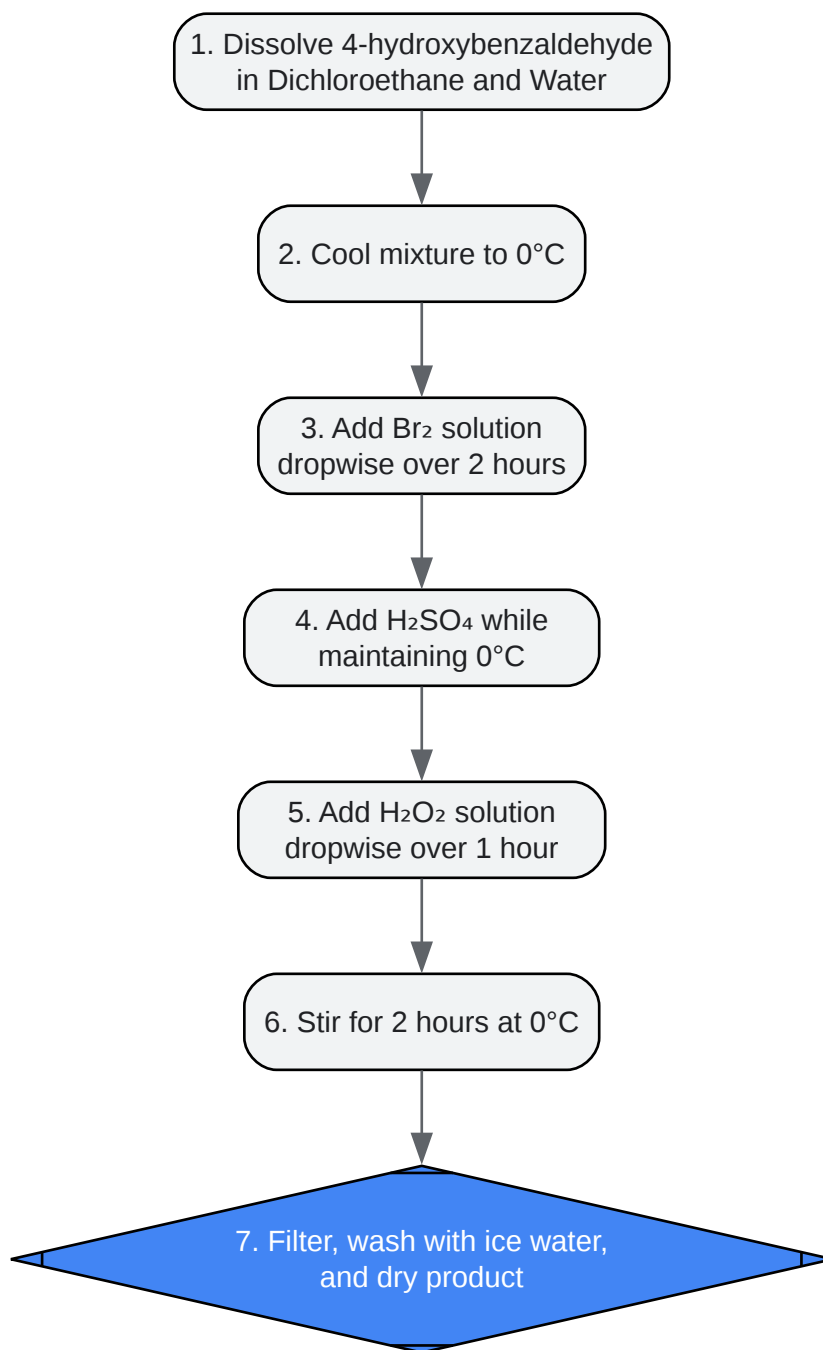 1. Dissolve 4-hydroxybenzaldehyde
in Dichloroethane and Water
2. Cool mixture to 0°C
3. Add Br₂ solution
dropwise over 2 hours
4. Add H₂SO₄ while
maintaining 0°C
5. Add H₂O₂ solution
dropwise over 1 hour
6. Stir for 2 hours at 0°C
7. Filter, wash with ice water,
and dry product